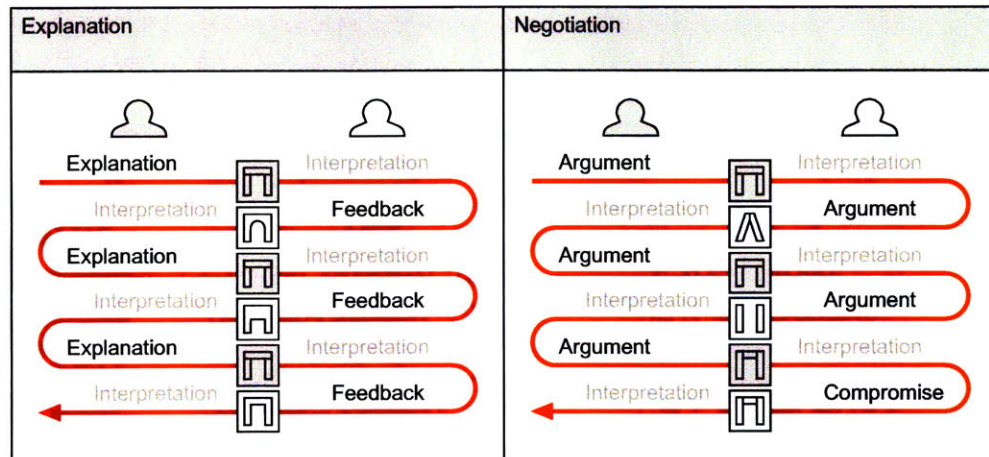 Explanation
Negotiation
Explanation
Interpretation
Interpretation
Feedback
Explanation
Interpretation
Interpretation
Feedback
Explanation
Interpretation
Interpretation
Feedback
Argument
Interpretation
Interpretation
Argument
Argument
Interpretation
Interpretation
Argument
Argument
Interpretation
Interpretation
Compromise